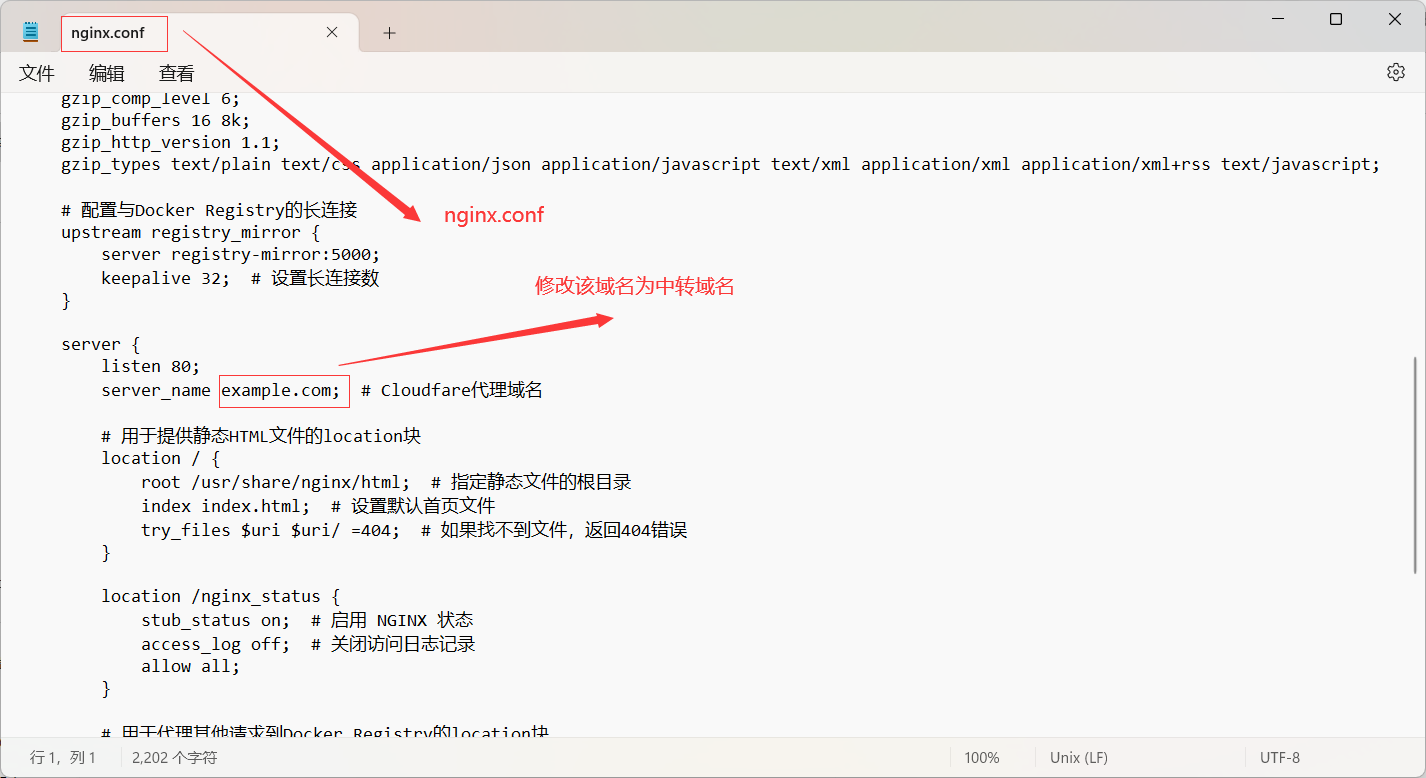 nginx.conf
文件 编辑 查看
gzip_comp_level 6;
gzip_buffers 16 8k;
gzip_http_version 1.1;
gzip_types text/plain text/css application/json application/javascript text/xml application/xml application/xml+rss text/javascript;
# 配置与Docker Registry的长连接
nginx.conf
upstream registry_mirror {
server registry-mirror:5000;
keepalive 32; # 设置长连接数
修改该域名为中转域名
}
server {
listen 80;
server_name example.com; # Cloudfare代理域名
# 用于提供静态HTML文件的location块
location / {
root /usr/share/nginx/html; # 指定静态文件的根目录
index index.html; # 设置默认首页文件
try_files $uri $uri/ =404; # 如果找不到文件，返回404错误
}
location /nginx_status {
stub_status on; # 启用 NGINX 状态
access_log off; # 关闭访问日志记录
allow all;
}
# 用于代理其他请求到Docker Registry的location块
行 1，列 1 2,202 个字符 100% Unix (LF) UTF-8